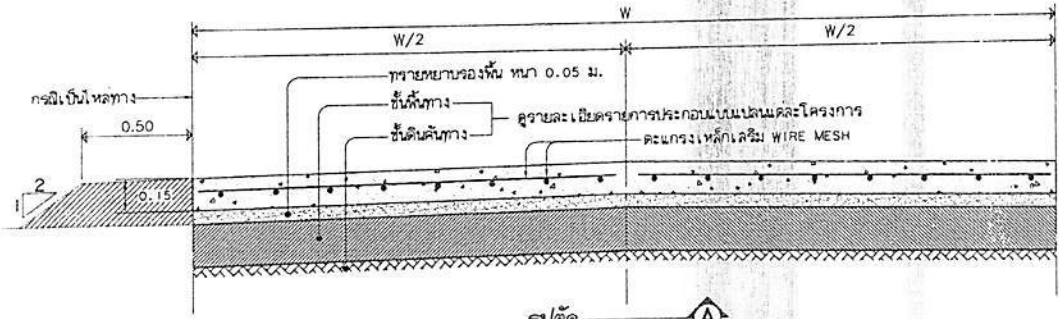 W
W/2
W/2
ทรายหยาบรองพื้น หนา 0.05 ม.
กรณีเป็นไหล่ทาง
ชั้นพื้นทาง
ดูรายละเอียดรายการประกอบแบบแปลนแต่ละโครงการ
0.50
ชั้นดินคันทาง
ตะแกรงเหล็กเสริม WIRE MESH
2
1
0.15
รูปตัด
A